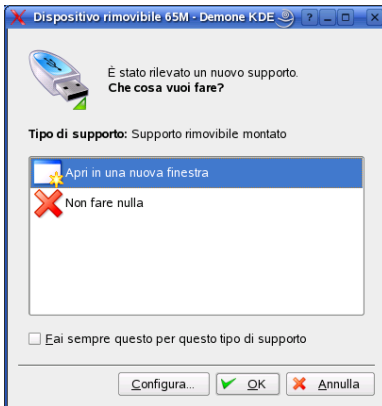 Dispositivo rimovibile 65M - Demone KDE
È stato rilevato un nuovo supporto.
Che cosa vuoi fare?
Tipo di supporto: Supporto rimovibile montato
Apri in una nuova finestra
Non fare nulla
Fai sempre questo per questo tipo di supporto
Configura... OK Annulla